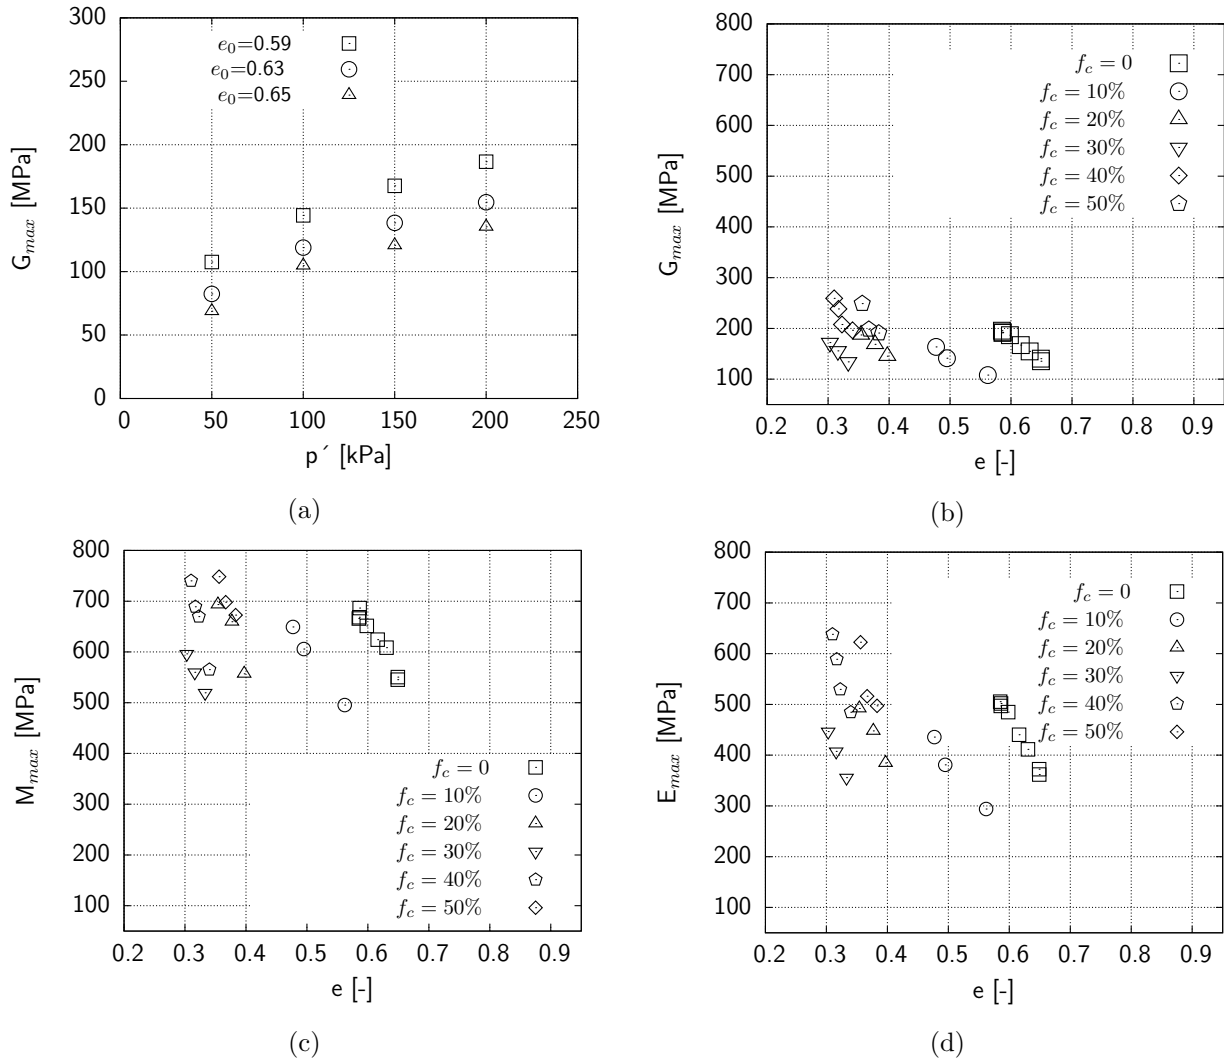 300
250
200
150
100
50
0
G_max [MPa]
e_0=0.59
e_0=0.63
e_0=0.65
0 50 100 150 200 250
p´ [kPa]
(a)
800
700
600
500
400
300
200
100
G_max [MPa]
f_c = 0
f_c = 10%
f_c = 20%
f_c = 30%
f_c = 40%
f_c = 50%
0.2 0.3 0.4 0.5 0.6 0.7 0.8 0.9
e [-]
(b)
800
700
600
500
400
300
200
100
M_max [MPa]
f_c = 0
f_c = 10%
f_c = 20%
f_c = 30%
f_c = 40%
f_c = 50%
0.2 0.3 0.4 0.5 0.6 0.7 0.8 0.9
e [-]
(c)
800
700
600
500
400
300
200
100
E_max [MPa]
f_c = 0
f_c = 10%
f_c = 20%
f_c = 30%
f_c = 40%
f_c = 50%
0.2 0.3 0.4 0.5 0.6 0.7 0.8 0.9
e [-]
(d)